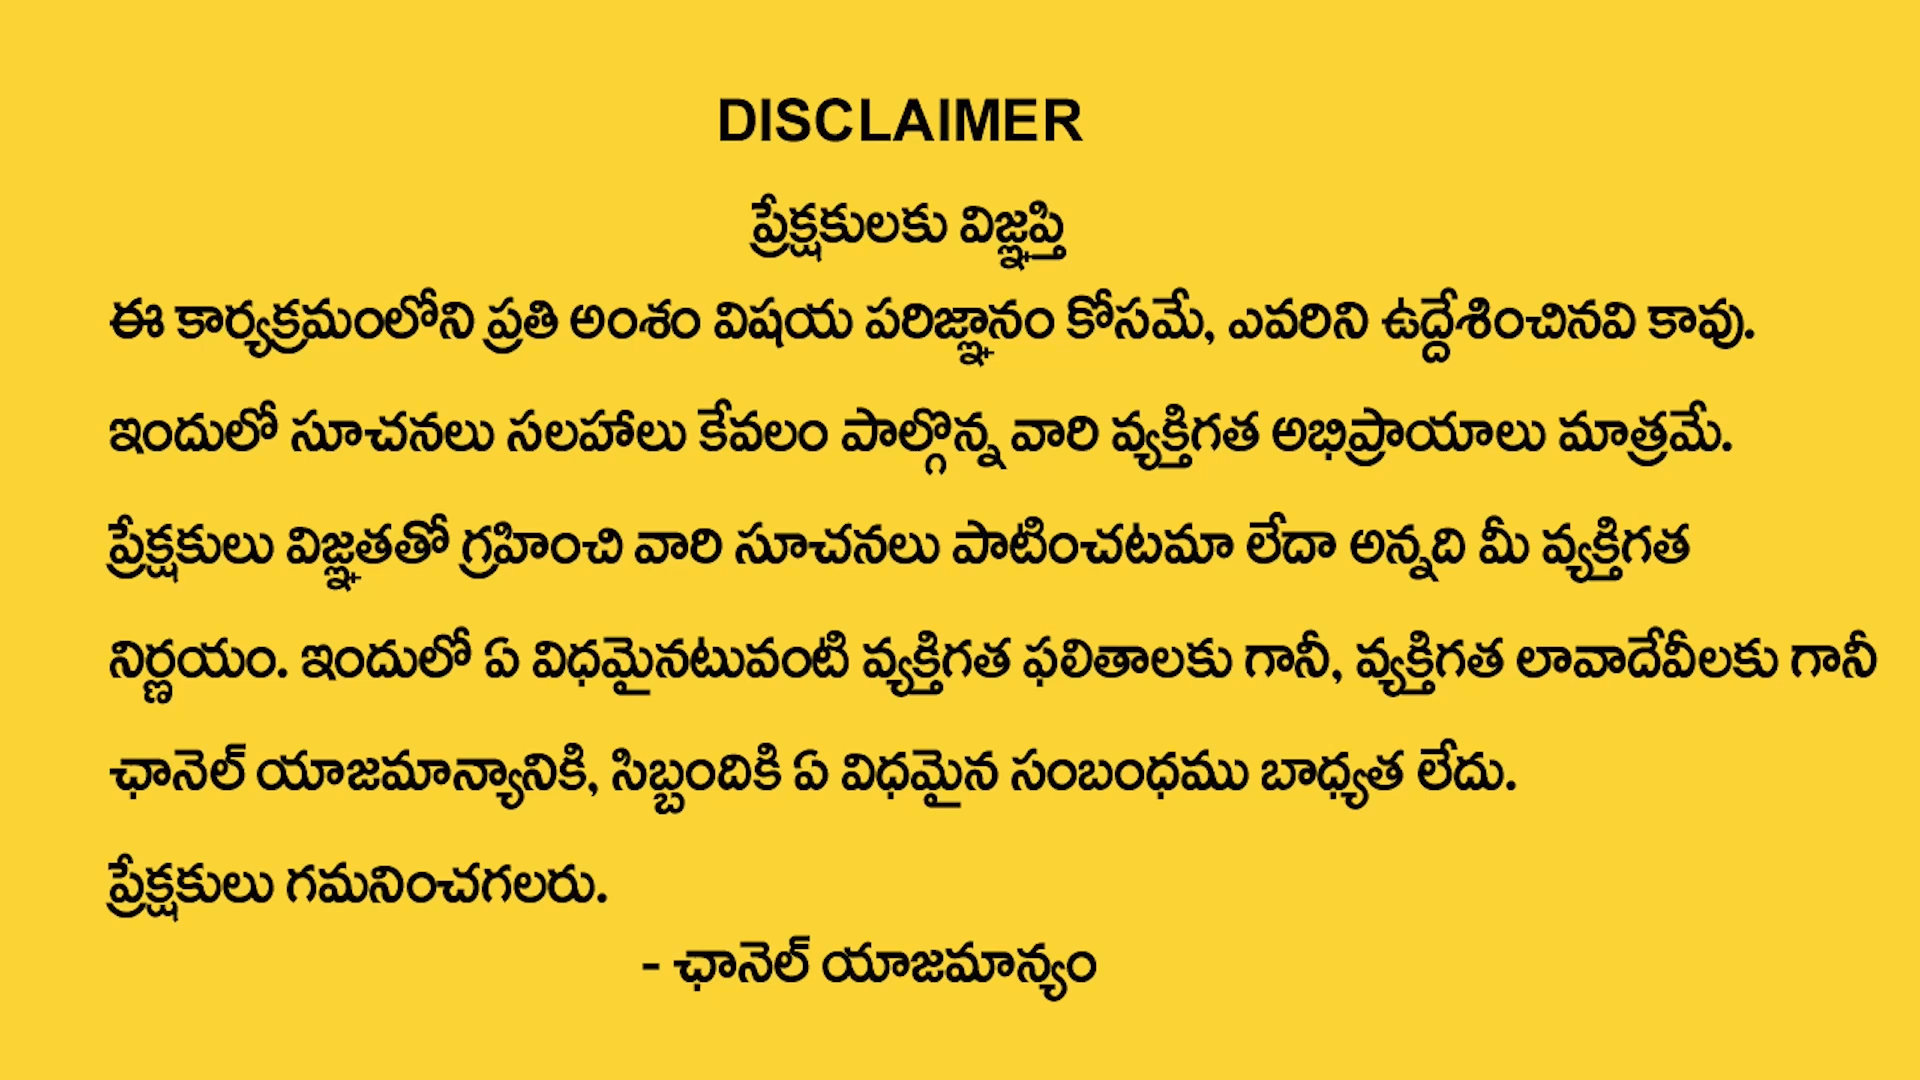 DISCLAIMER
ప్రేక్షకులకు విజ్ఞప్తి
ఈ కార్యక్రమంలోని ప్రతి అంశం విషయ పరిజ్ఞానం కోసమే, ఎవరిని ఉద్దేశించినవి కావు.
ఇందులో సూచనలు సలహాలు కేవలం పాల్గొన్న వారి వ్యక్తిగత అభిప్రాయాలు మాత్రమే.
ప్రేక్షకులు విజ్ఞతతో గ్రహించి వారి సూచనలు పాటించటమా లేదా అన్నది మీ వ్యక్తిగత
నిర్ణయం. ఇందులో ఏ విధమైనటువంటి వ్యక్తిగత ఫలితాలకు గానీ, వ్యక్తిగత లావాదేవీలకు గానీ
ఛానెల్ యాజమాన్యానికి, సిబ్బందికి ఏ విధమైన సంబంధము బాధ్యత లేదు.
ప్రేక్షకులు గమనించగలరు.
- ఛానెల్ యాజమాన్యం